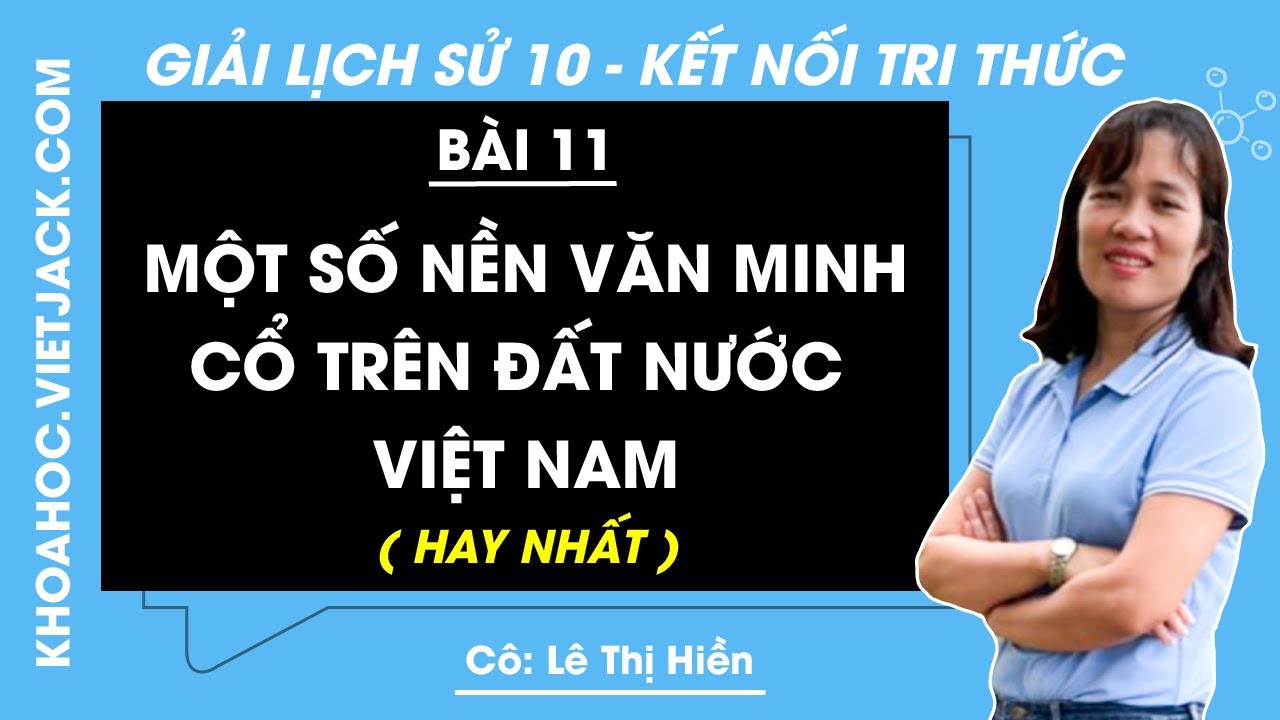 GIẢI LỊCH SỬ 10 - KẾT NỐI TRI THỨC
KHOAHOC.VIETJACK.COM
BÀI 11
MỘT SỐ NỀN VĂN MINH
CỔ TRÊN ĐẤT NƯỚC
VIỆT NAM
( HAY NHẤT )
Cô: Lê Thị Hiền